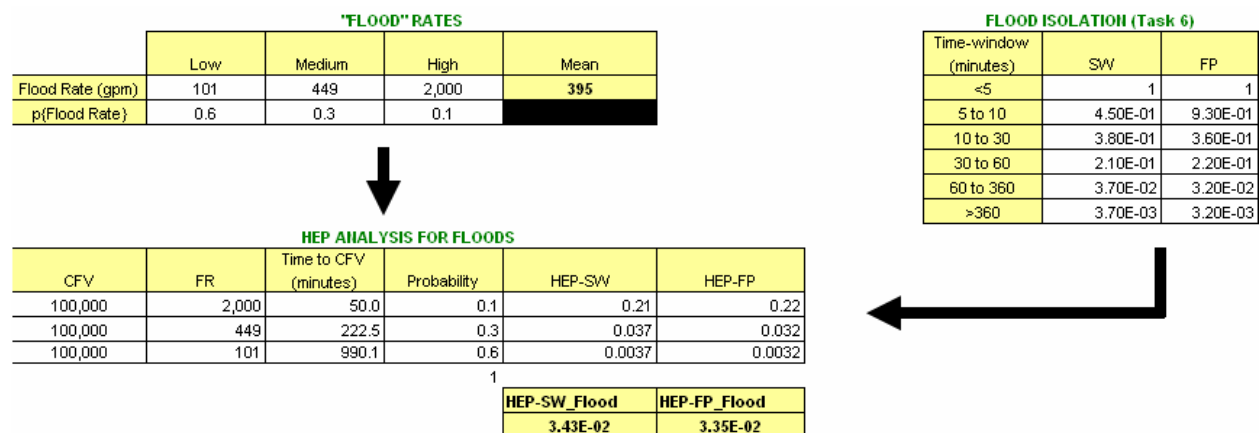 "FLOOD" RATES
Low Medium High Mean
Flood Rate (gpm) 101 449 2,000 395
p{Flood Rate} 0.6 0.3 0.1
FLOOD ISOLATION (Task 6)
Time-window
(minutes) SW FP
<5 1 1
5 to 10 4.50E-01 9.30E-01
10 to 30 3.80E-01 3.60E-01
30 to 60 2.10E-01 2.20E-01
60 to 360 3.70E-02 3.20E-02
>360 3.70E-03 3.20E-03
HEP ANALYSIS FOR FLOODS
CFV FR Time to CFV
(minutes) Probability HEP-SW HEP-FP
100,000 2,000 50.0 0.1 0.21 0.22
100,000 449 222.5 0.3 0.037 0.032
100,000 101 990.1 0.6 0.0037 0.0032
1
HEP-SW_Flood HEP-FP_Flood
3.43E-02 3.35E-02